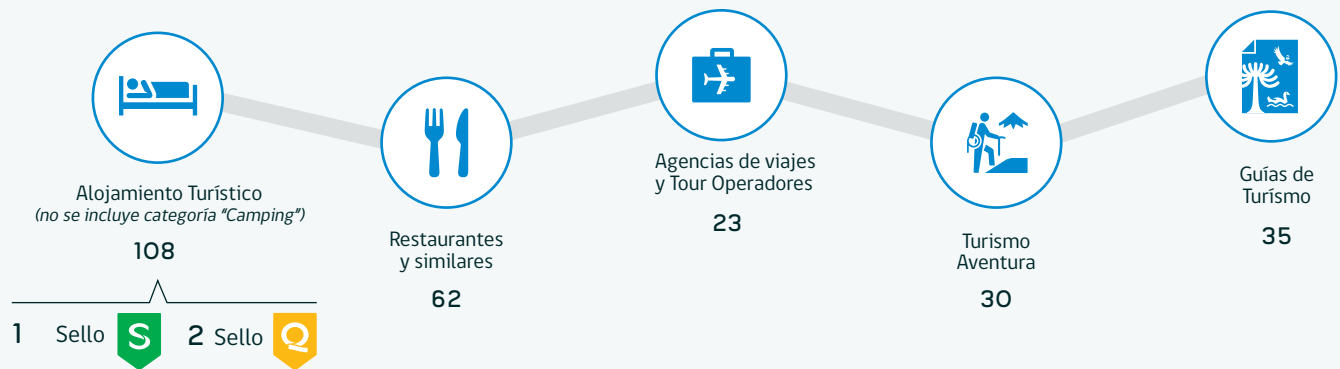 Alojamiento Turístico
(no se incluye categoría "Camping")
108
1 Sello S 2 Sello Q
Restaurantes
y similares
62
Agencias de viajes
y Tour Operadores
23
Turismo
Aventura
30
Guías de
Turísmo
35